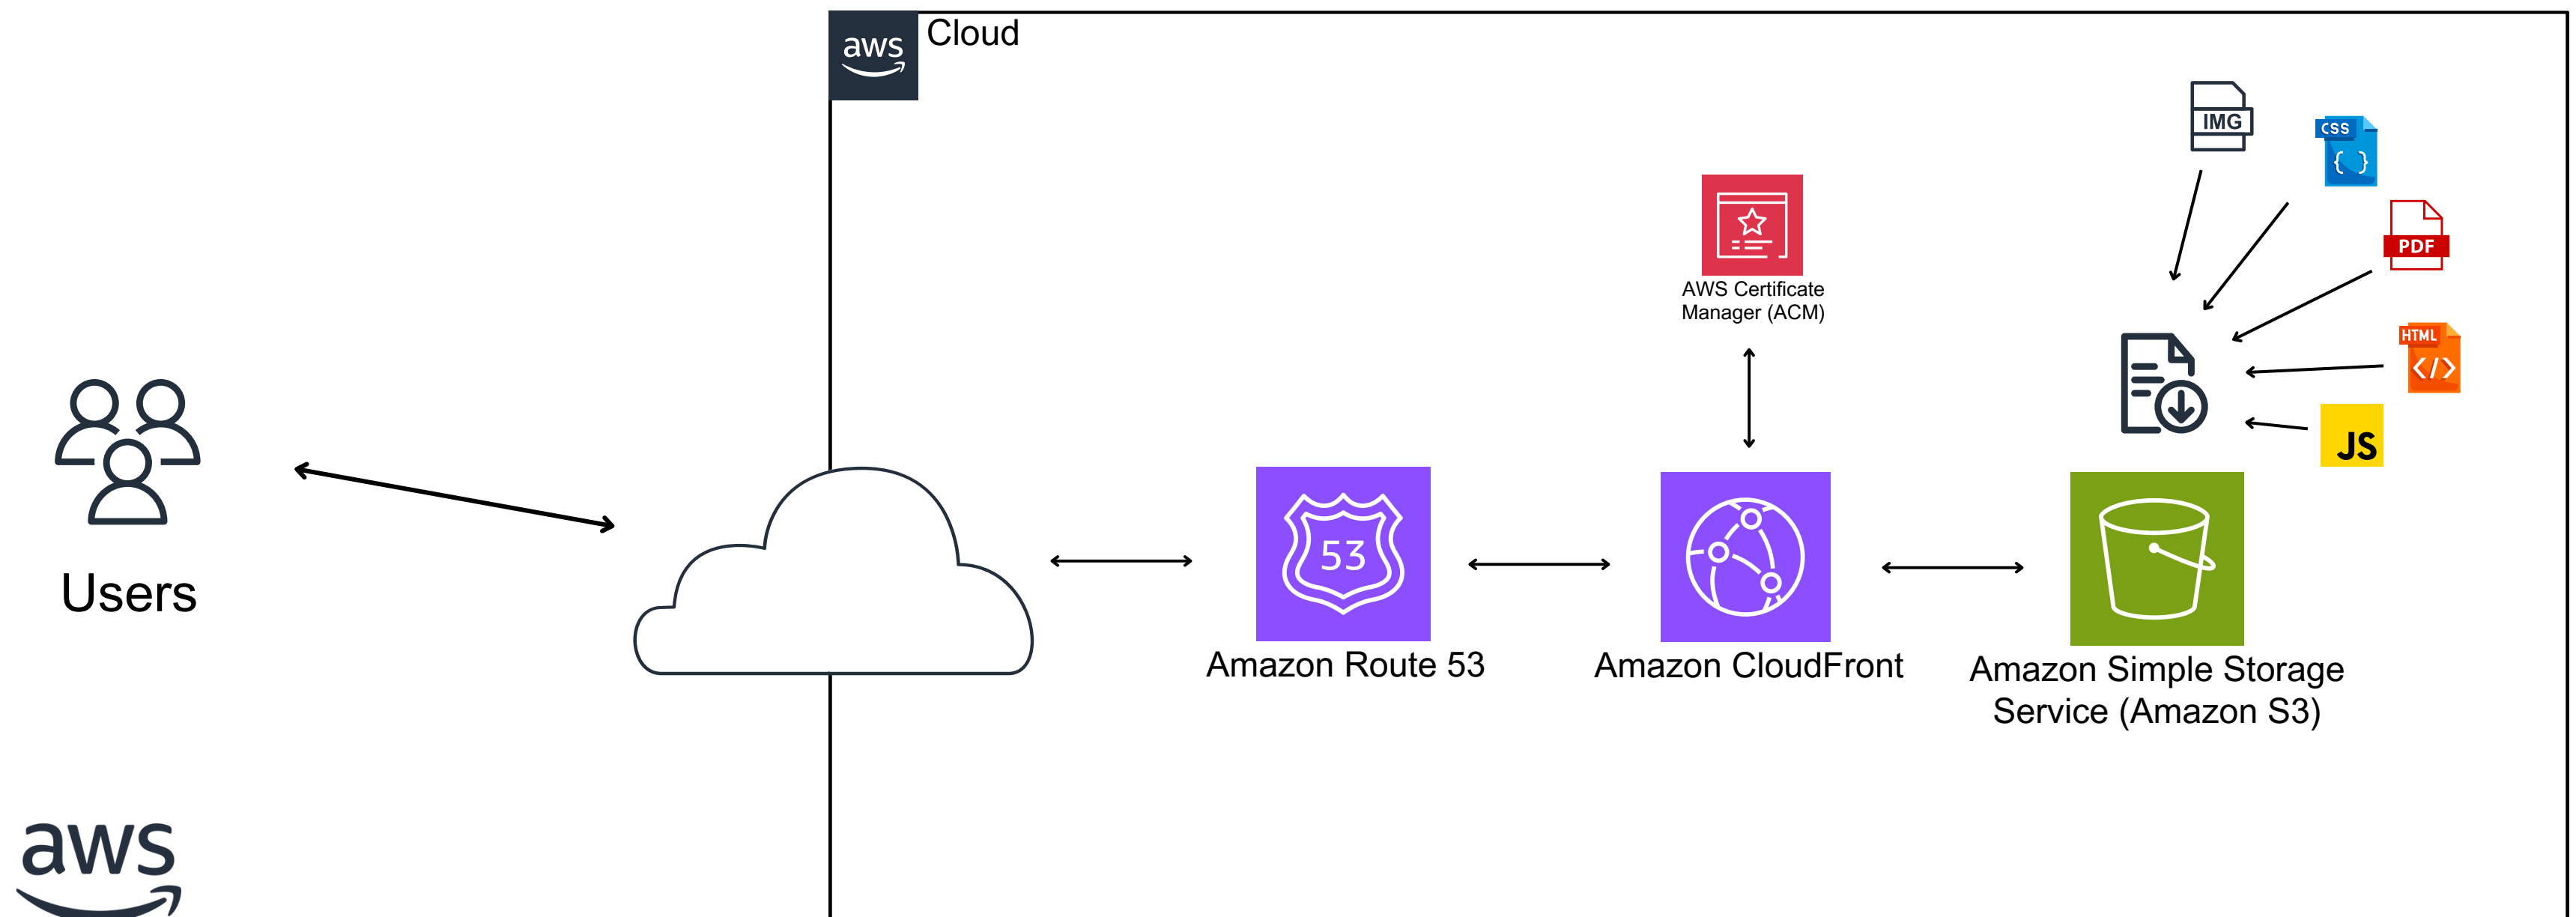 aws
Cloud
IMG
CSS
{ }
PDF
HTML
</>
JS
AWS Certificate
Manager (ACM)
53
Users
Amazon Route 53
Amazon CloudFront
Amazon Simple Storage
Service (Amazon S3)
aws